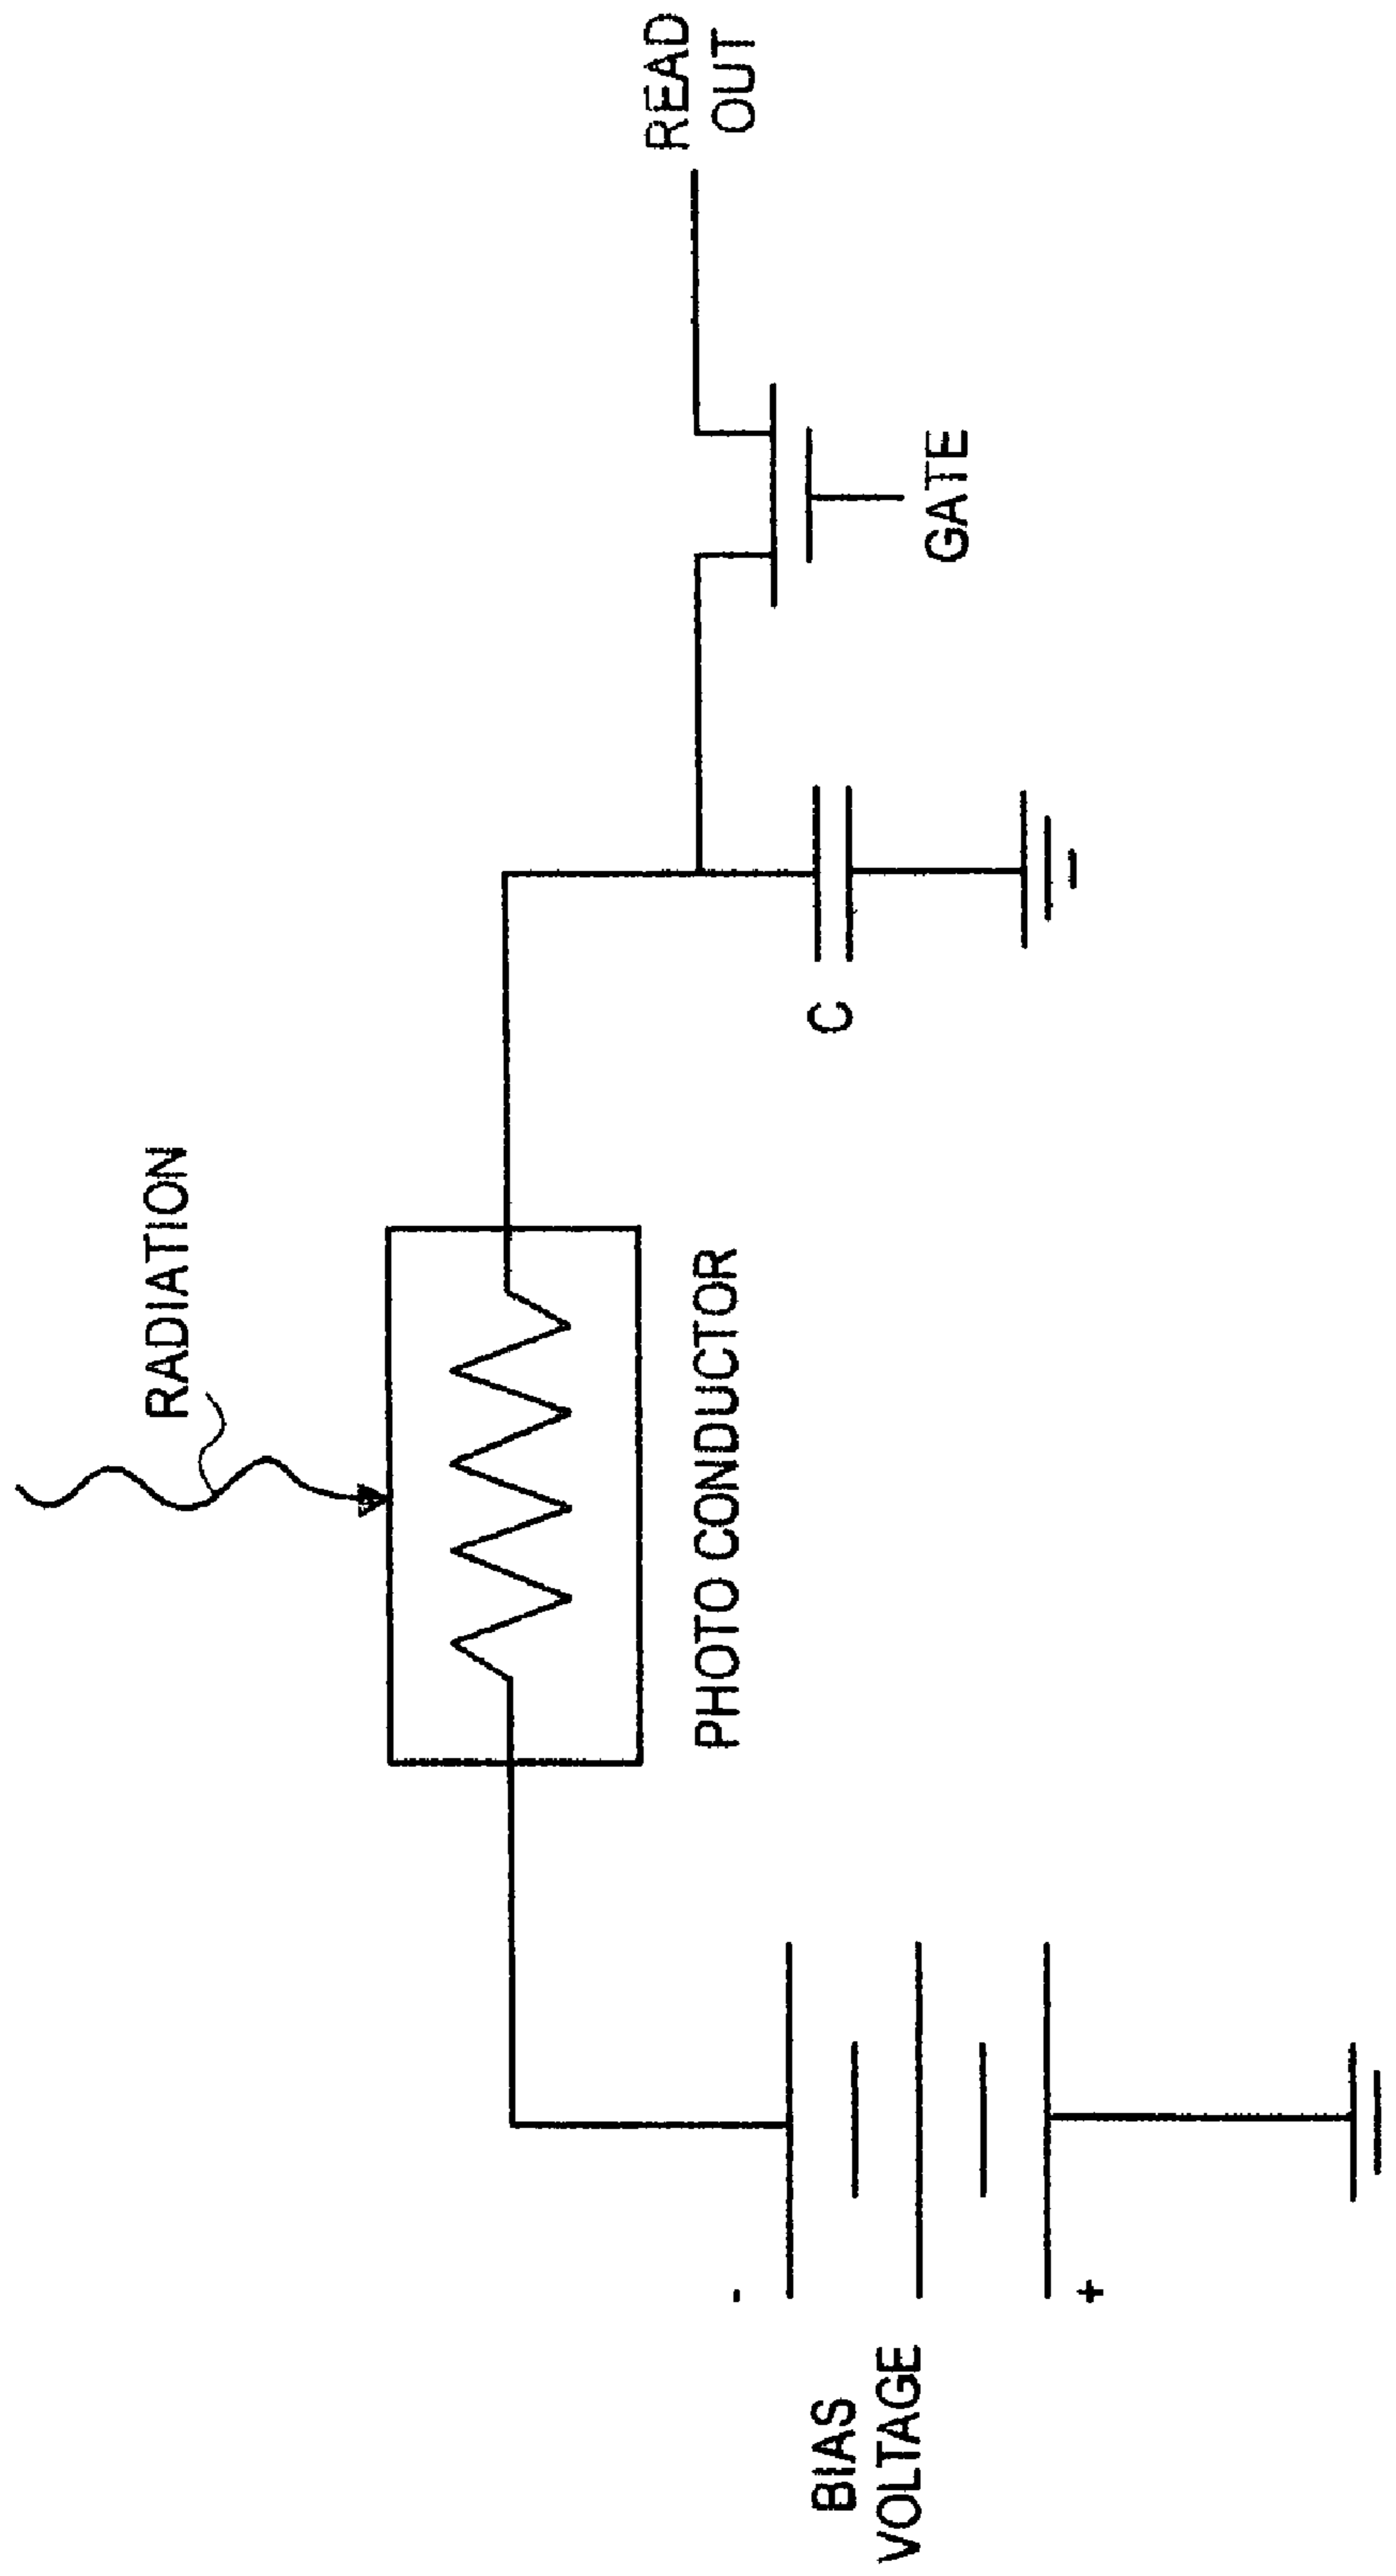 RADIATION
READ
OUT
PHOTO CONDUCTOR
C
GATE
BIAS
VOLTAGE
-
+